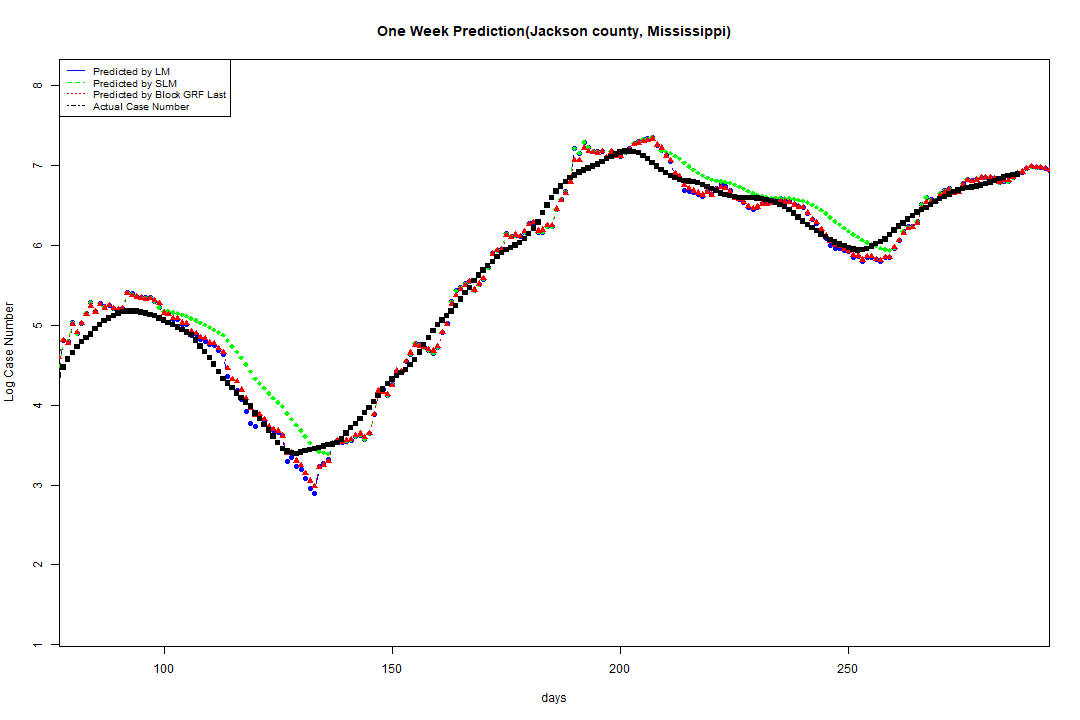 One Week Prediction(Jackson county, Mississippi)
Predicted by LM
Predicted by SLM
Predicted by Block GRF Last
Actual Case Number
8
7
6
5
4
3
2
1
Log Case Number
100 150 200 250
days